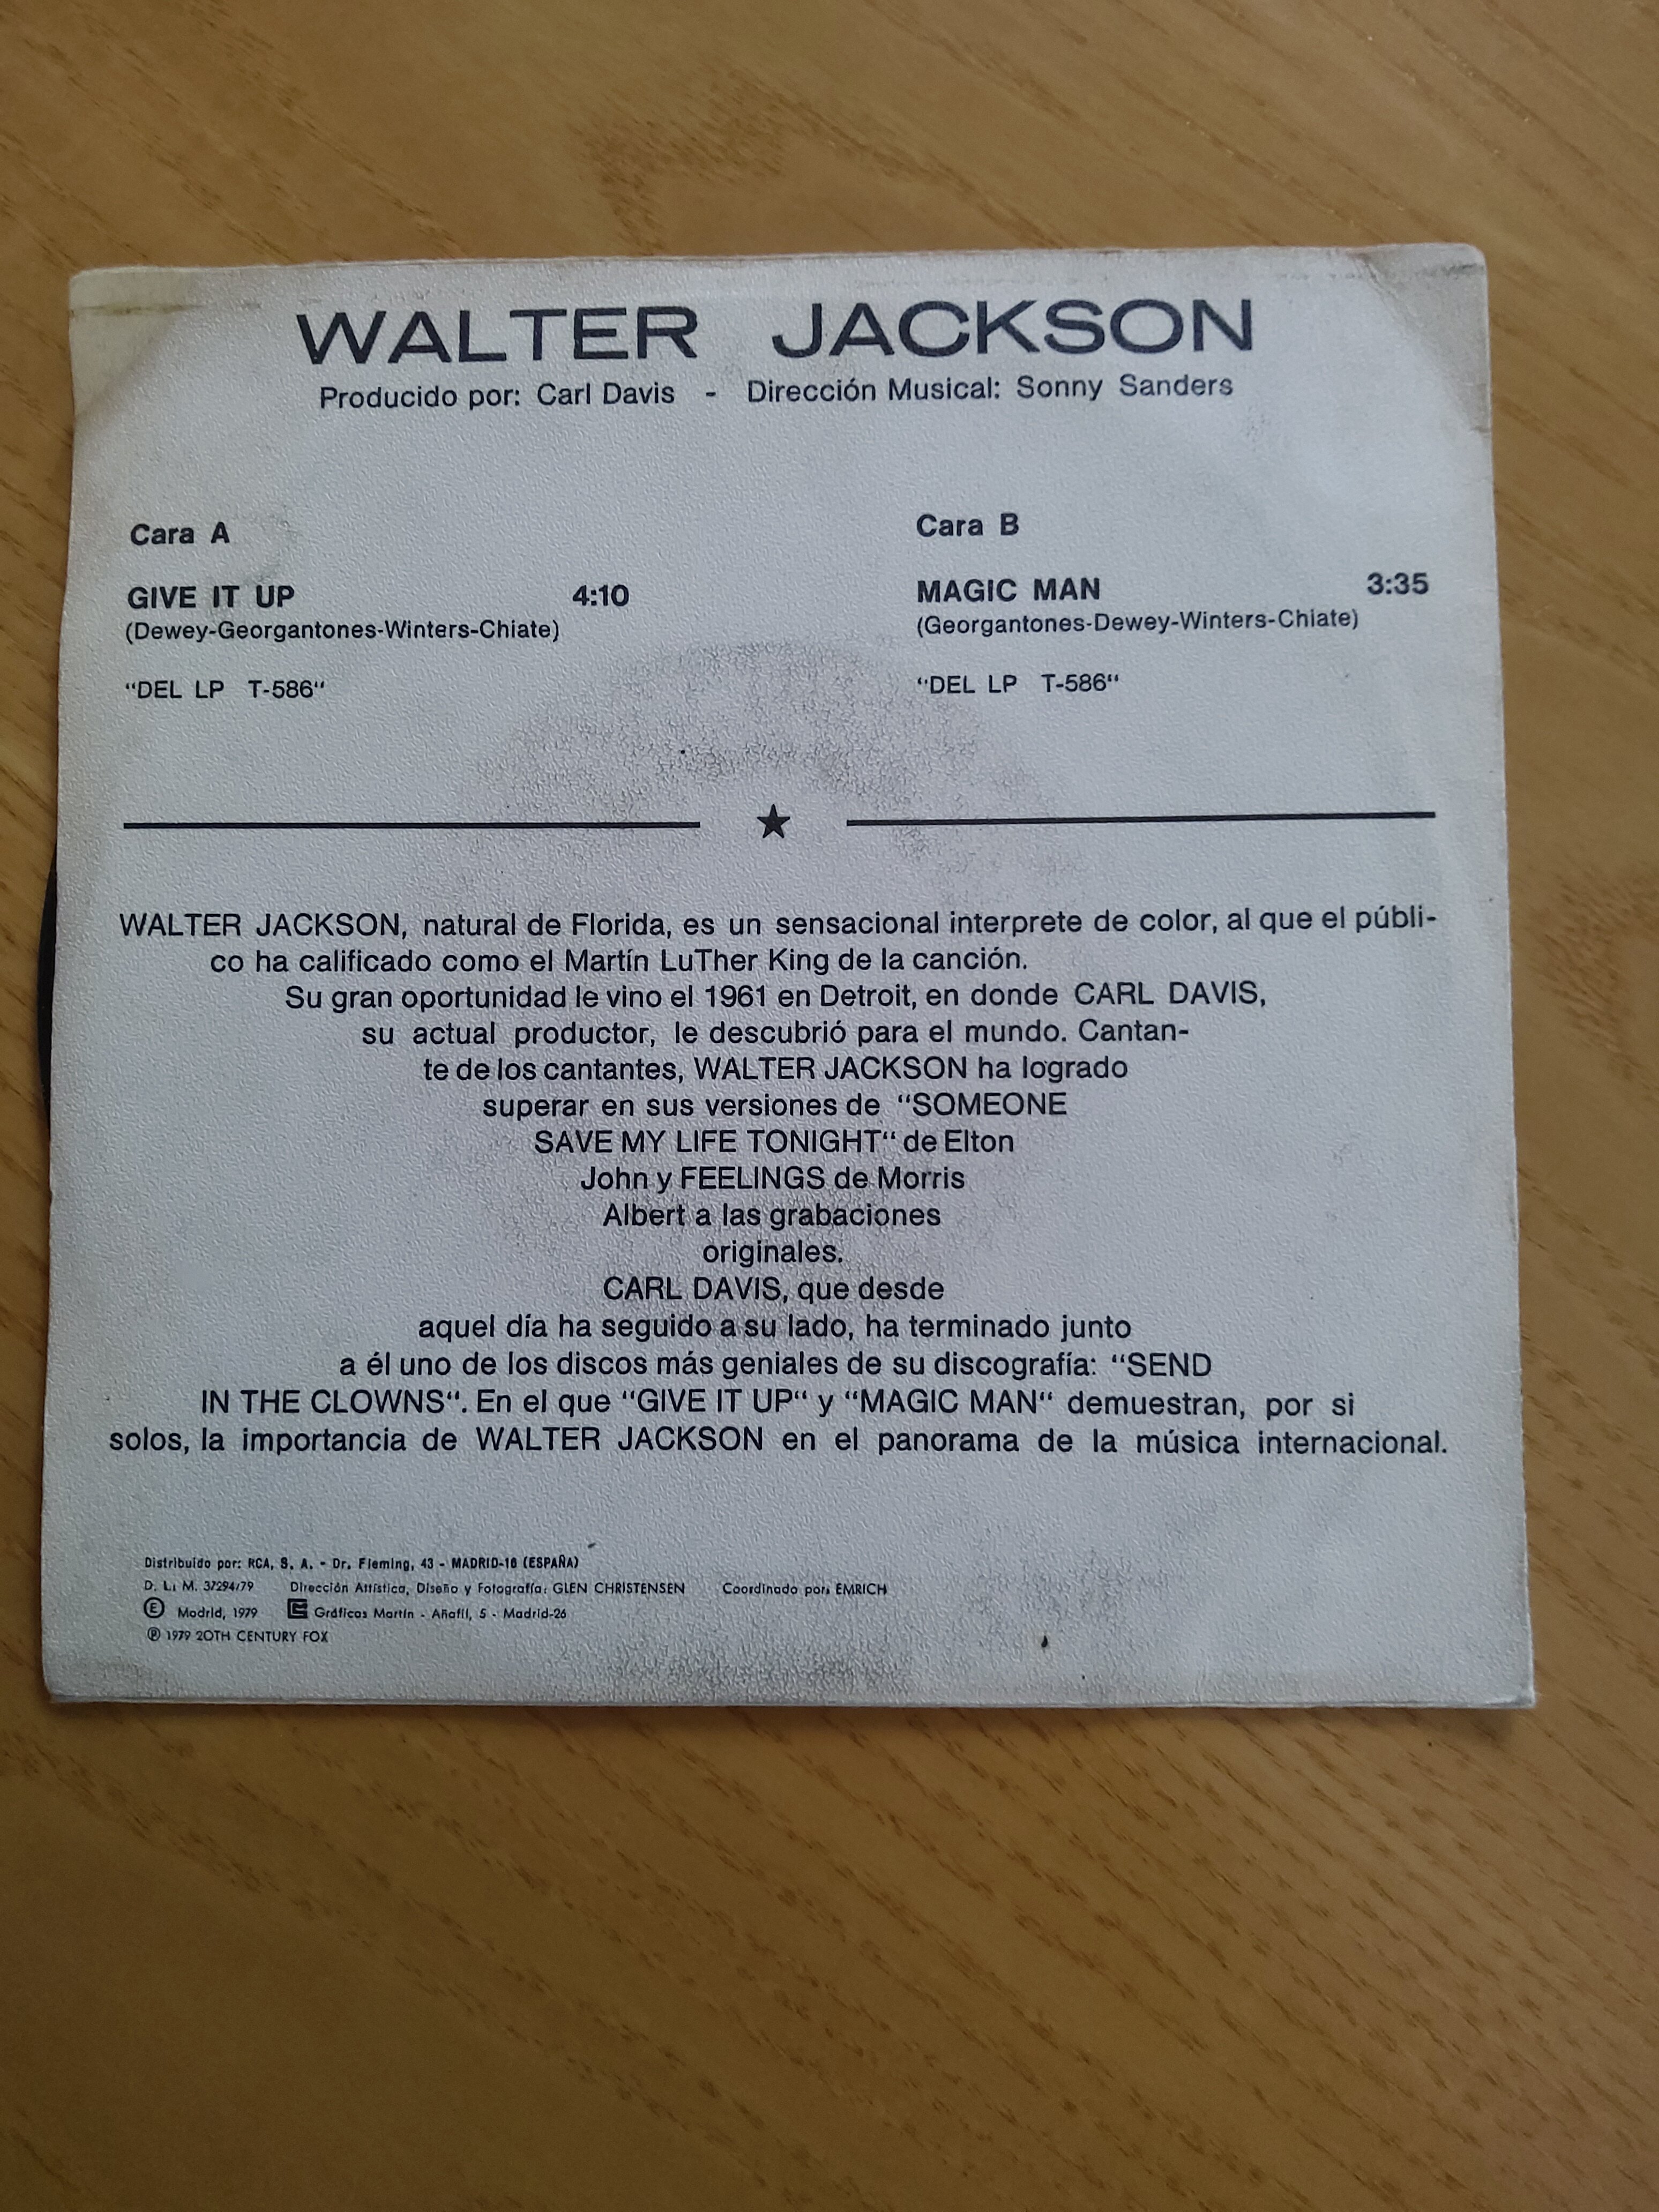 WALTER JACKSON
Producido por: Carl Davis - Dirección Musical: Sonny Sanders
Cara A
GIVE IT UP 4:10
(Dewey-Georgantones-Winters-Chiate)
“DEL LP T-586“
Cara B
MAGIC MAN 3:35
(Georgantones-Dewey-Winters-Chiate)
“DEL LP T-586“
WALTER JACKSON, natural de Florida, es un sensacional interprete de color, al que el públi-
co ha calificado como el Martín LuTher King de la canción.
Su gran oportunidad le vino el 1961 en Detroit, en donde CARL DAVIS,
su actual productor, le descubrió para el mundo. Cantan-
te de los cantantes, WALTER JACKSON ha logrado
superar en sus versiones de “SOMEONE
SAVE MY LIFE TONIGHT“ de Elton
John y FEELINGS de Morris
Albert a las grabaciones
originales.
CARL DAVIS, que desde
aquel día ha seguido a su lado, ha terminado junto
a él uno de los discos más geniales de su discografía: “SEND
IN THE CLOWNS“. En el que “GIVE IT UP“ y “MAGIC MAN“ demuestran, por si
solos, la importancia de WALTER JACKSON en el panorama de la música internacional.
Distribuido por: RCA, S. A. - Dr. Fleming, 43 - MADRID-16 (ESPAÑA)
D. L. M. 37294/79 Dirección Artística, Diseño y Fotografía: GLEN CHRISTENSEN Coordinado por: EMRICH
Ⓔ Madrid, 1979 Gráficas Martín - Añafil, 5 - Madrid-26
℗ 1979 20TH CENTURY FOX